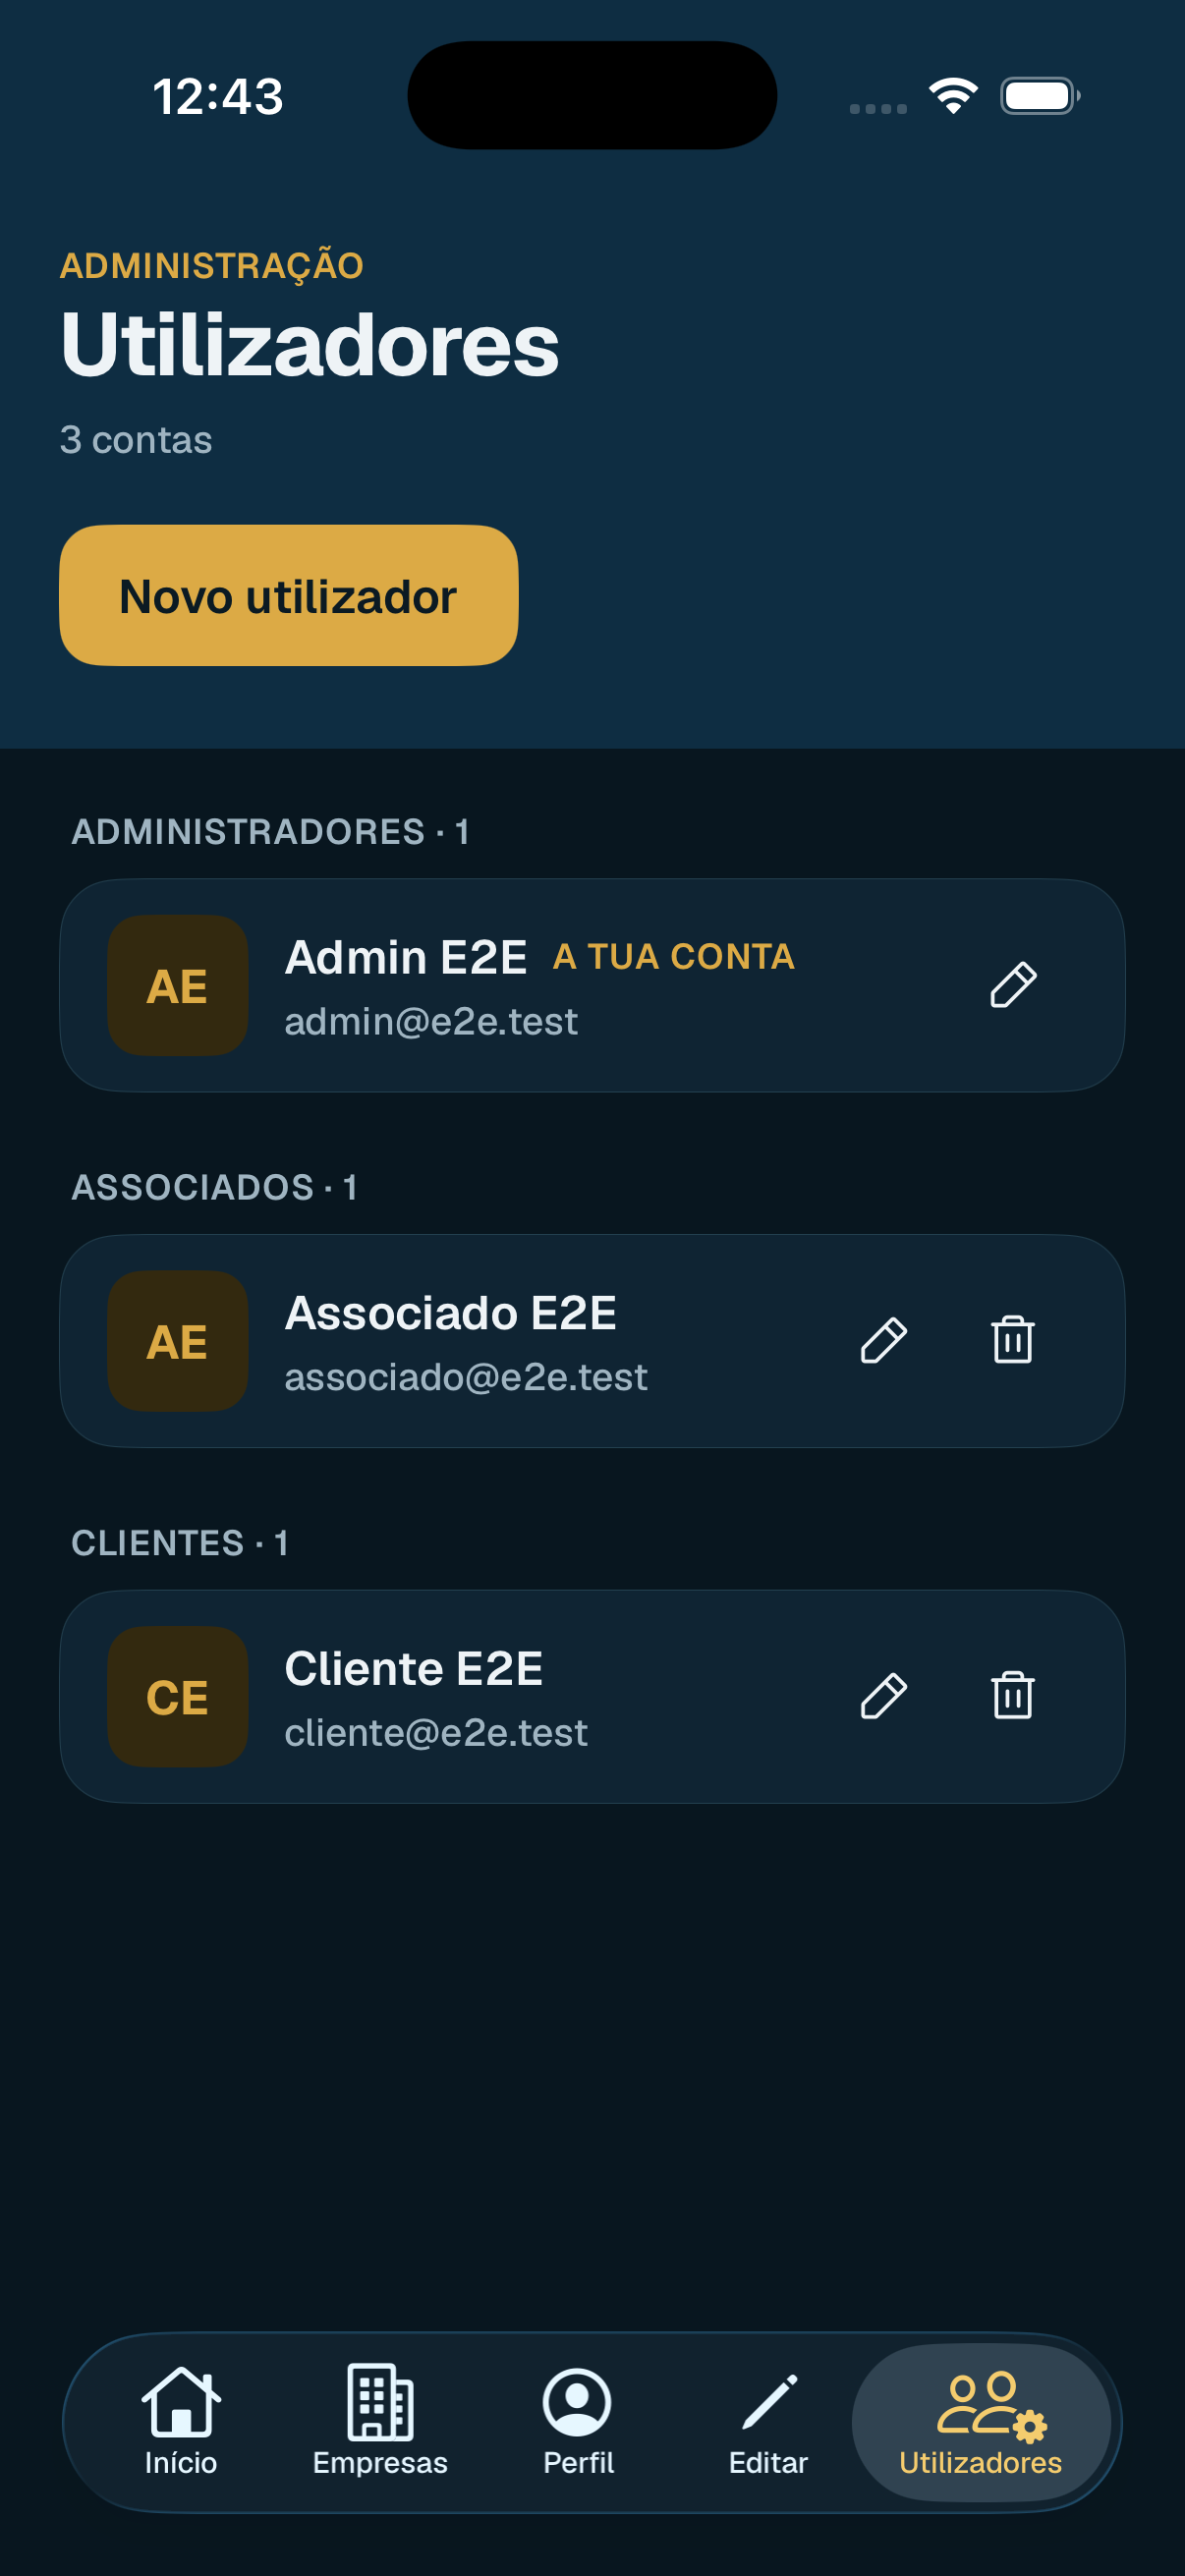 12:43
ADMINISTRAÇÃO
Utilizadores
3 contas
Novo utilizador
ADMINISTRADORES · 1
AE
Admin E2E A TUA CONTA
admin@e2e.test
ASSOCIADOS · 1
AE
Associado E2E
associado@e2e.test
CLIENTES · 1
CE
Cliente E2E
cliente@e2e.test
Início Empresas Perfil Editar Utilizadores